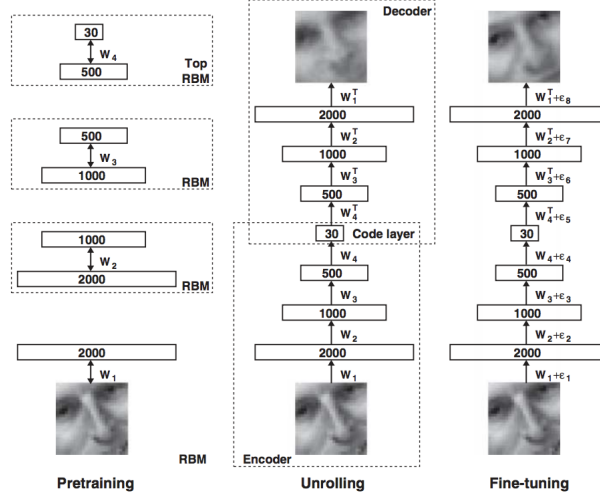 30
W4
500
Top
RBM
500
W3
1000
RBM
1000
W2
2000
RBM
2000
W1
RBM
Pretraining
Decoder
W1T
2000
W2T
1000
W3T
500
W4T
30
Code layer
W4
500
W3
1000
W2
2000
W1
Encoder
Unrolling
W1T+ε8
2000
W2T+ε7
1000
W3T+ε6
500
W4T+ε5
30
W4+ε4
500
W3+ε3
1000
W2+ε2
2000
W1+ε1
Fine-tuning